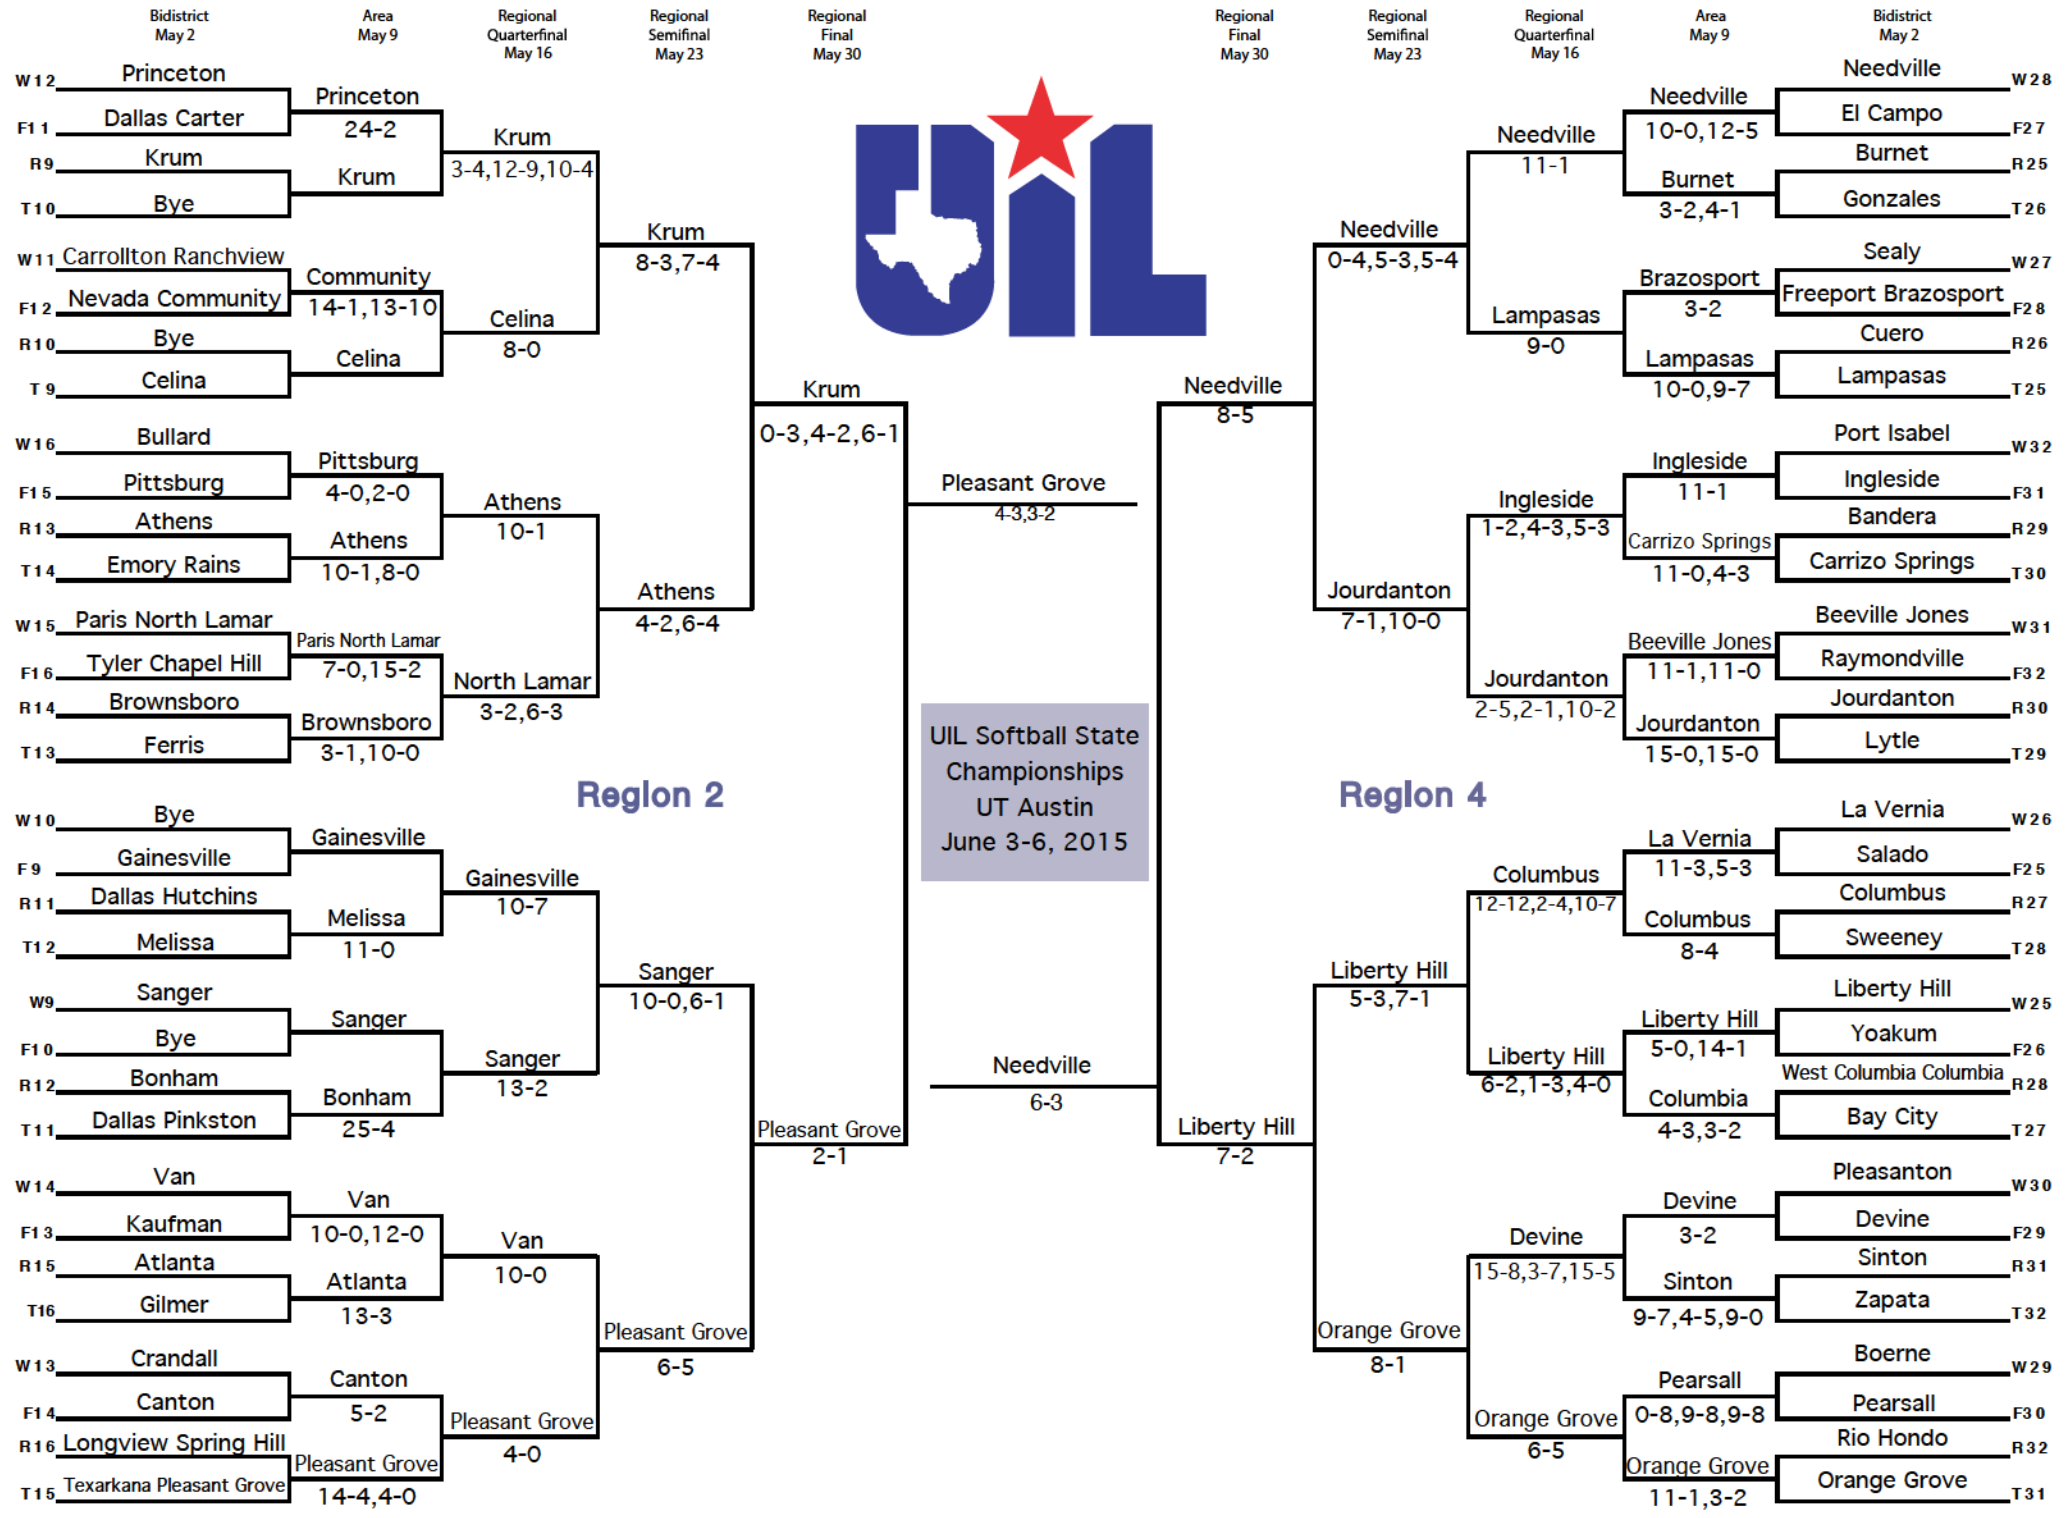 Bidistrict
May 2
Area
May 9
Regional
Quarterfinal
May 16
Regional
Semifinal
May 23
Regional
Final
May 30
Regional
Final
May 30
Regional
Semifinal
May 23
Regional
Quarterfinal
May 16
Area
May 9
Bidistrict
May 2
W12 Princeton
F11 Dallas Carter
R9 Krum
T10 Bye
W11 Carrollton Ranchview
F12 Nevada Community
R10 Bye
T9 Celina
W16 Bullard
F15 Pittsburg
R13 Athens
T14 Emory Rains
W15 Paris North Lamar
F16 Tyler Chapel Hill
R14 Brownsboro
T13 Ferris
W10 Bye
F9 Gainesville
R11 Dallas Hutchins
T12 Melissa
W9 Sanger
F10 Bye
R12 Bonham
T11 Dallas Pinkston
W14 Van
F13 Kaufman
R15 Atlanta
T16 Gilmer
W13 Crandall
F14 Canton
R16 Longview Spring Hill
T15 Texarkana Pleasant Grove
Princeton
24-2
Krum
Community
14-1,13-10
Celina
Pittsburg
4-0,2-0
Athens
10-1,8-0
Paris North Lamar
7-0,15-2
Brownsboro
3-1,10-0
Gainesville
Melissa
11-0
Sanger
Bonham
25-4
Van
10-0,12-0
Atlanta
13-3
Canton
5-2
Pleasant Grove
14-4,4-0
Krum
3-4,12-9,10-4
Celina
8-0
Athens
10-1
North Lamar
3-2,6-3
Gainesville
10-7
Sanger
13-2
Van
10-0
Pleasant Grove
4-0
Krum
8-3,7-4
Athens
4-2,6-4
Sanger
10-0,6-1
Pleasant Grove
6-5
Krum
0-3,4-2,6-1
Pleasant Grove
2-1
Region 2
UIL
Pleasant Grove
4-3,3-2
UIL Softball State
Championships
UT Austin
June 3-6, 2015
Needville
6-3
Region 4
Needville
8-5
Liberty Hill
7-2
Needville
0-4,5-3,5-4
Jourdanton
7-1,10-0
Liberty Hill
5-3,7-1
Orange Grove
8-1
Needville
11-1
Lampasas
9-0
Ingleside
1-2,4-3,5-3
Jourdanton
2-5,2-1,10-2
Columbus
12-12,2-4,10-7
Liberty Hill
6-2,1-3,4-0
Devine
15-8,3-7,15-5
Orange Grove
6-5
Needville
10-0,12-5
Burnet
3-2,4-1
Brazosport
3-2
Lampasas
10-0,9-7
Ingleside
11-1
Carrizo Springs
11-0,4-3
Beeville Jones
11-1,11-0
Jourdanton
15-0,15-0
La Vernia
11-3,5-3
Columbus
8-4
Liberty Hill
5-0,14-1
Columbia
4-3,3-2
Devine
3-2
Sinton
9-7,4-5,9-0
Pearsall
0-8,9-8,9-8
Orange Grove
11-1,3-2
Needville W28
El Campo F27
Burnet R25
Gonzales T26
Sealy W27
Freeport Brazosport F28
Cuero R26
Lampasas T25
Port Isabel W32
Ingleside F31
Bandera R29
Carrizo Springs T30
Beeville Jones W31
Raymondville F32
Jourdanton R30
Lytle T29
La Vernia W26
Salado F25
Columbus R27
Sweeney T28
Liberty Hill W25
Yoakum F26
West Columbia Columbia R28
Bay City T27
Pleasanton W30
Devine F29
Sinton R31
Zapata T32
Boerne W29
Pearsall F30
Rio Hondo R32
Orange Grove T31